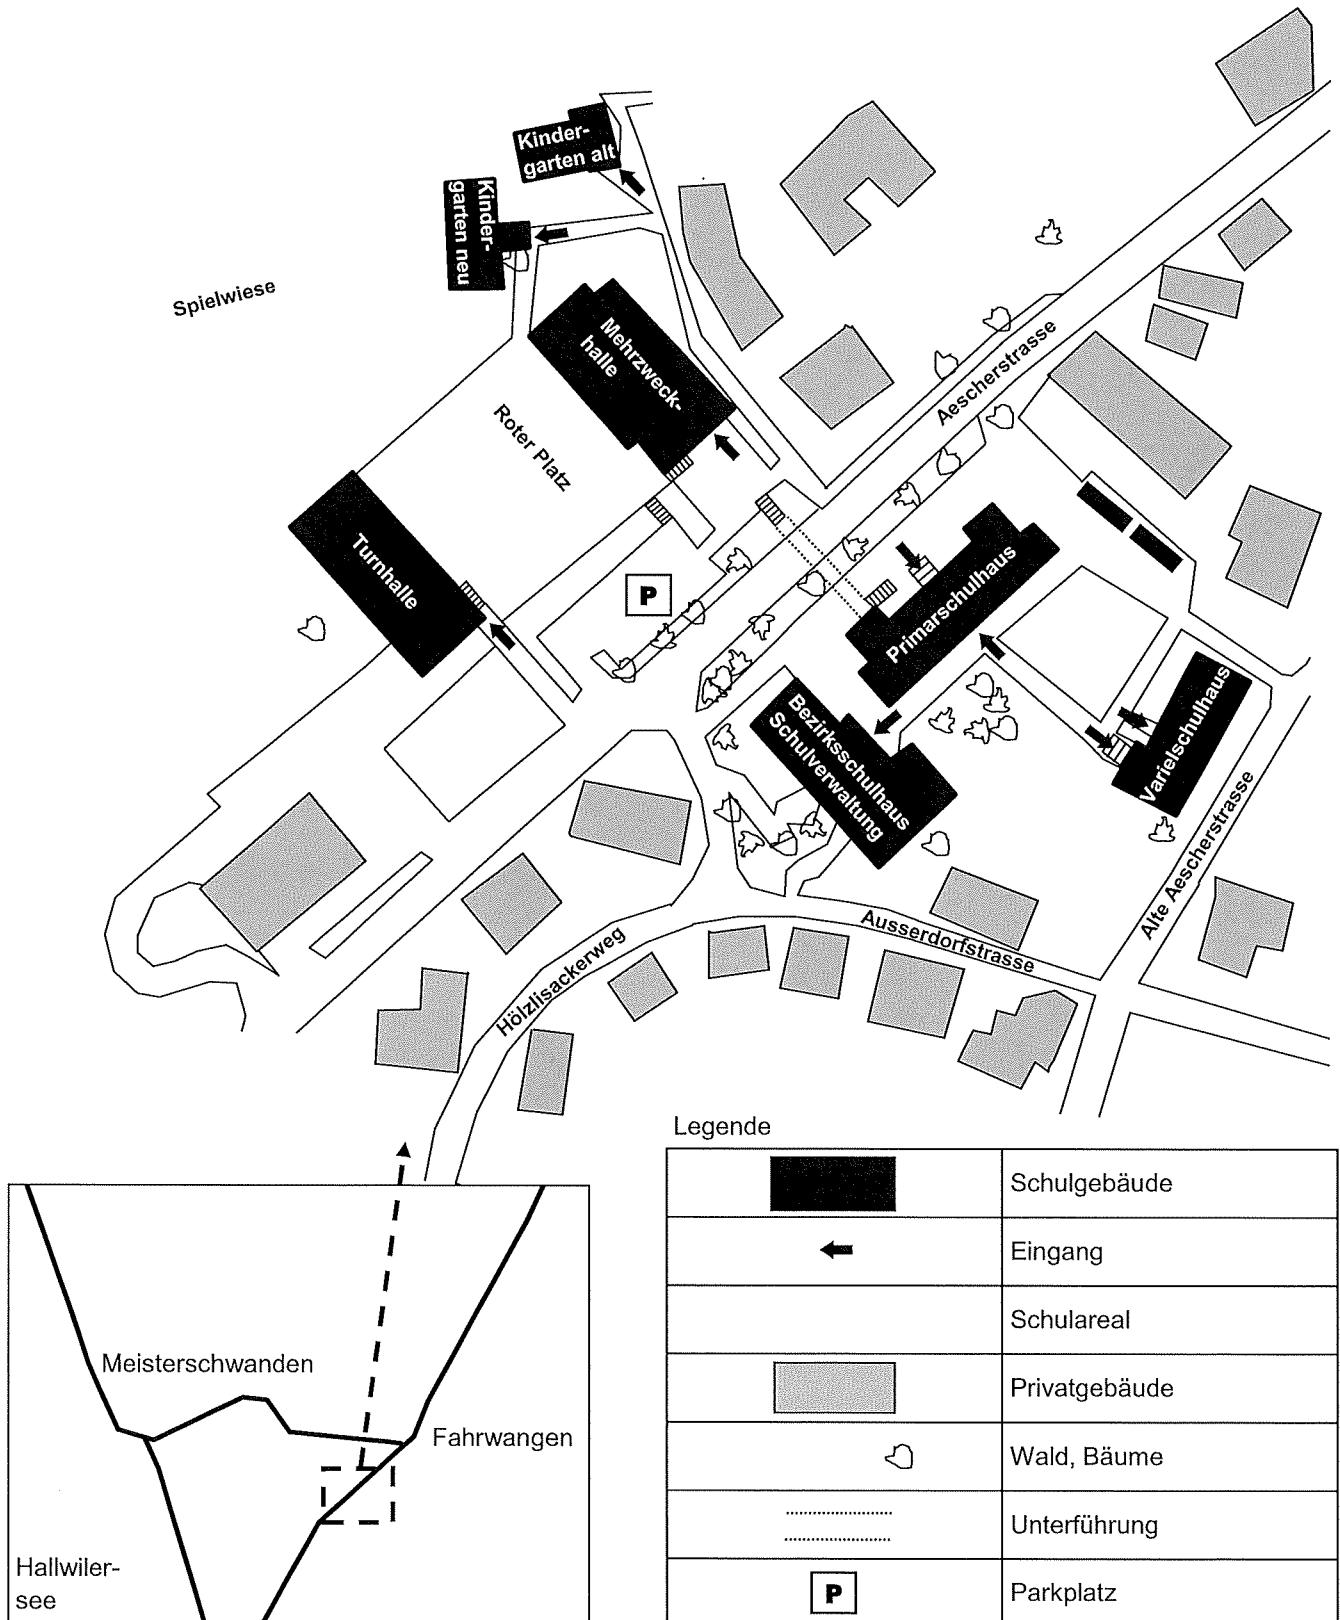 Kinder-
garten alt
Kinder-
garten neu
Spielwiese
Mehrzweck-
halle
Roter Platz
Aescherstrasse
Turnhalle
P
Primarschulhaus
Bezirksschulhaus
Schulverwaltung
Varielschulhaus
Alte Aescherstrasse
Ausserdorfstrasse
Hölzlisackerweg
Legende
Schulgebäude
Eingang
Schulareal
Privatgebäude
Wald, Bäume
Unterführung
P Parkplatz
Meisterschwanden
Fahrwangen
Hallwiler-
see